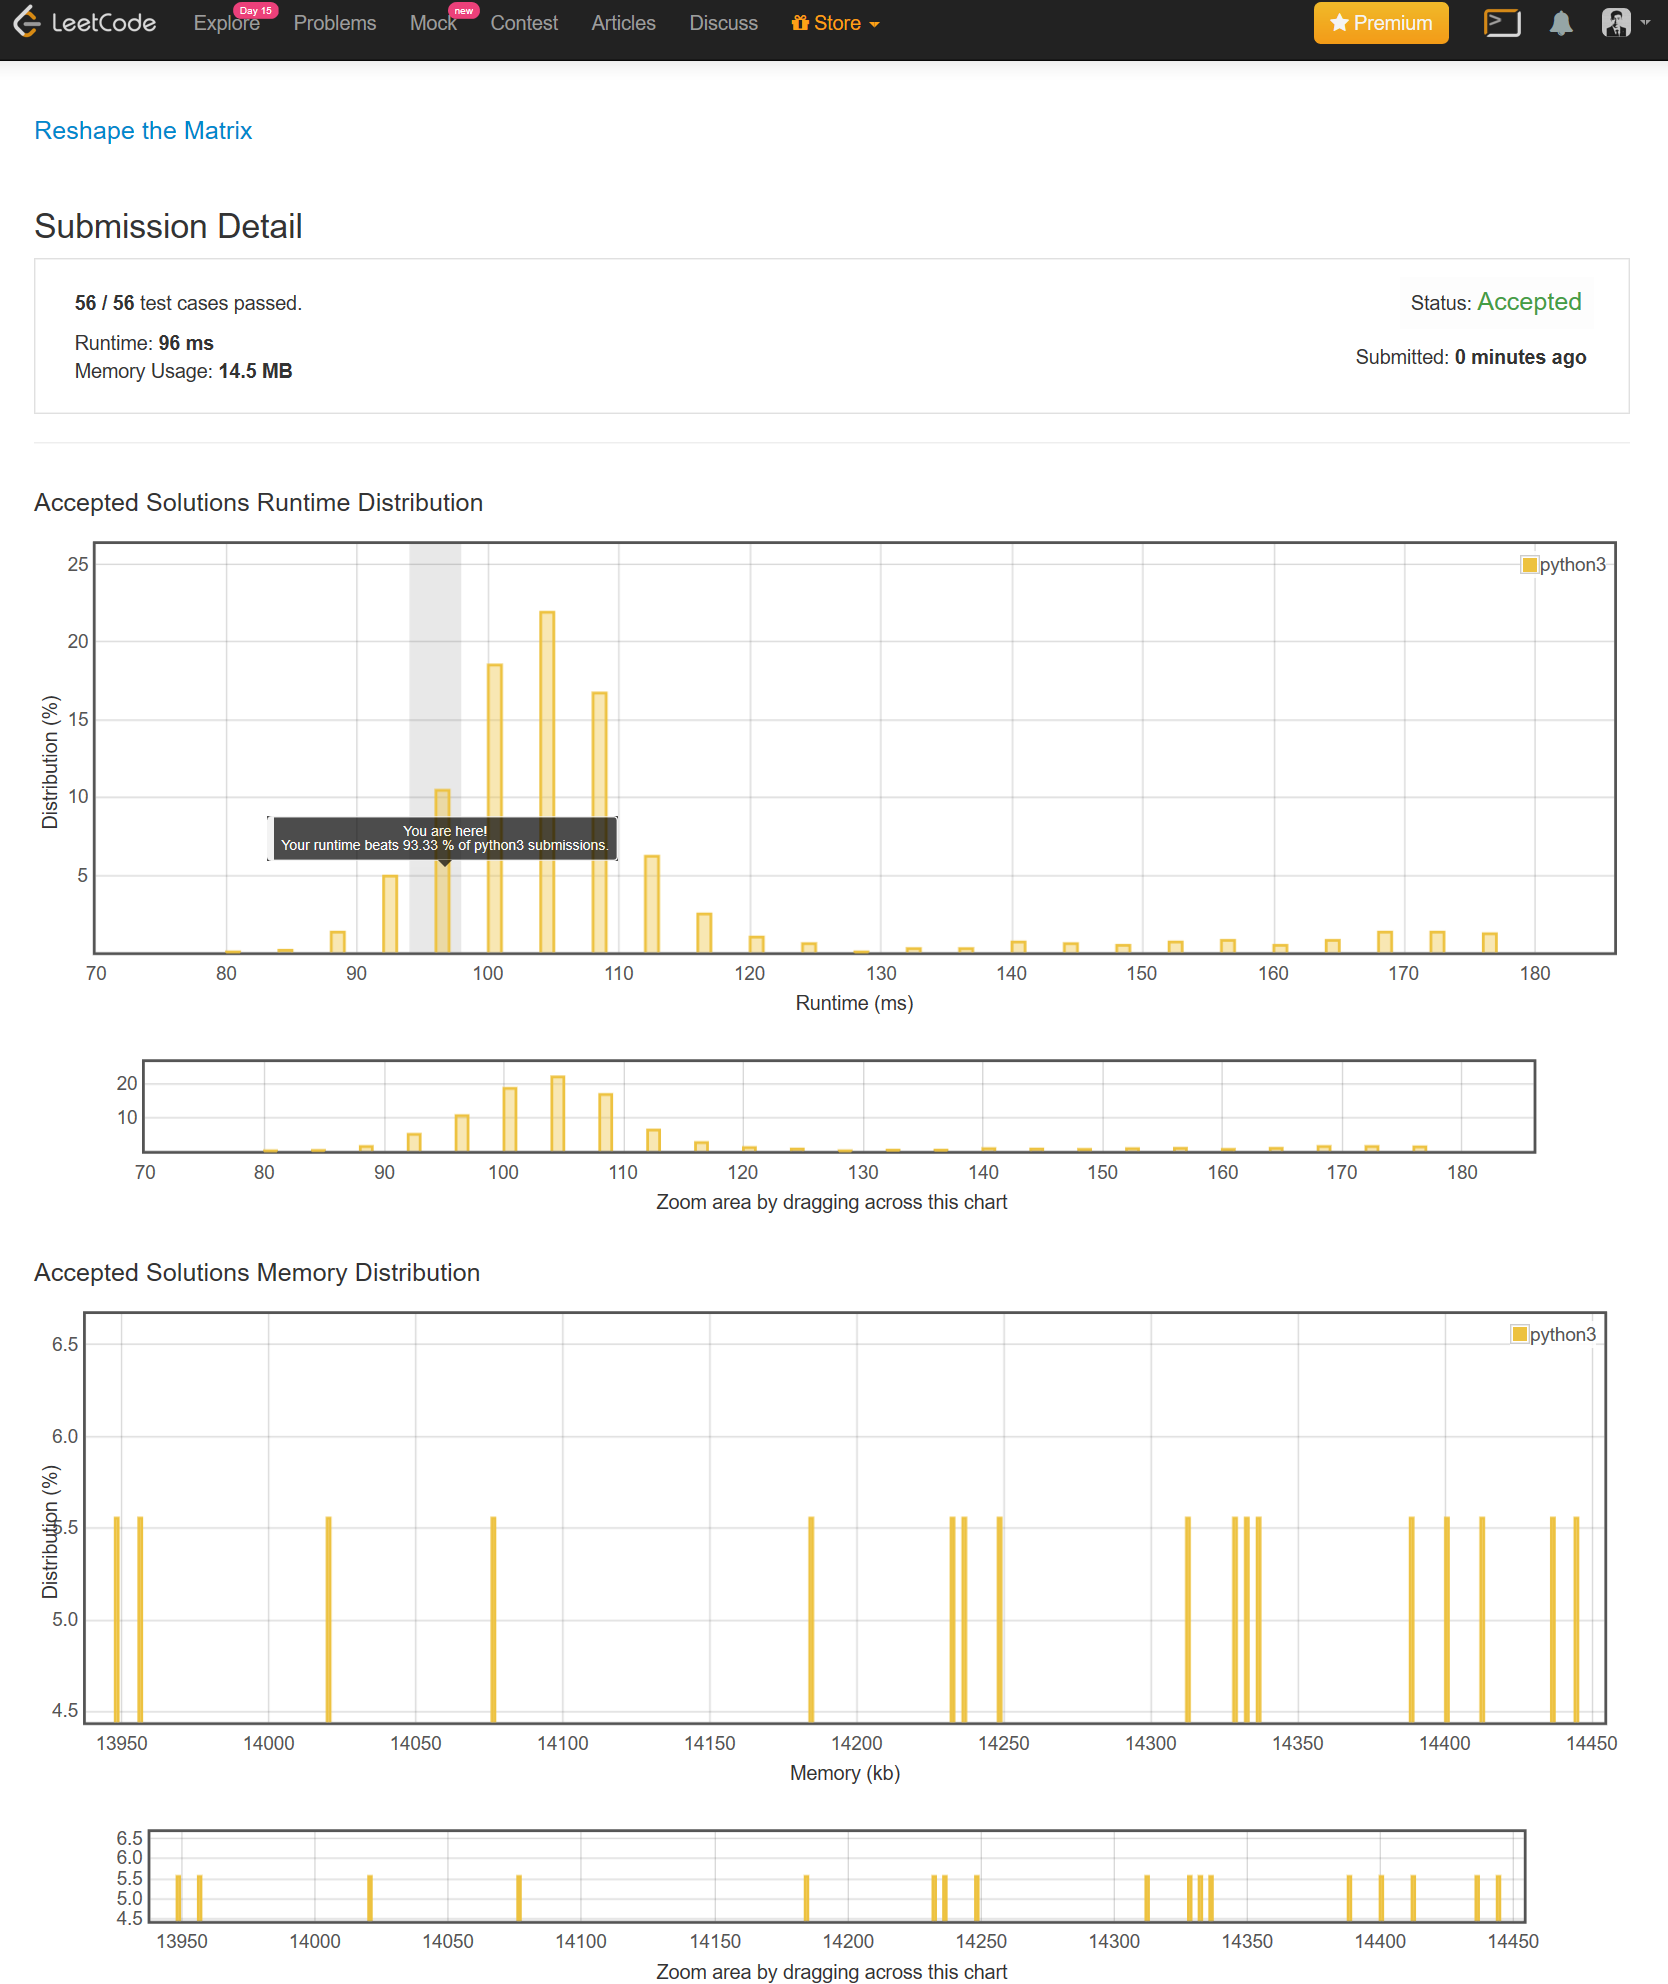 LeetCode Explore Day 15 Problems Mock new Contest Articles Discuss Store Premium
Reshape the Matrix
Submission Detail
56 / 56 test cases passed.
Status: Accepted
Runtime: 96 ms
Submitted: 0 minutes ago
Memory Usage: 14.5 MB
Accepted Solutions Runtime Distribution
25
python3
20
15
10
5
Distribution (%)
You are here!
Your runtime beats 93.33 % of python3 submissions.
70 80 90 100 110 120 130 140 150 160 170 180
Runtime (ms)
20
10
70 80 90 100 110 120 130 140 150 160 170 180
Zoom area by dragging across this chart
Accepted Solutions Memory Distribution
6.5
python3
6.0
5.5
5.0
4.5
Distribution (%)
13950 14000 14050 14100 14150 14200 14250 14300 14350 14400 14450
Memory (kb)
6.5
6.0
5.5
5.0
4.5
13950 14000 14050 14100 14150 14200 14250 14300 14350 14400 14450
Zoom area by dragging across this chart